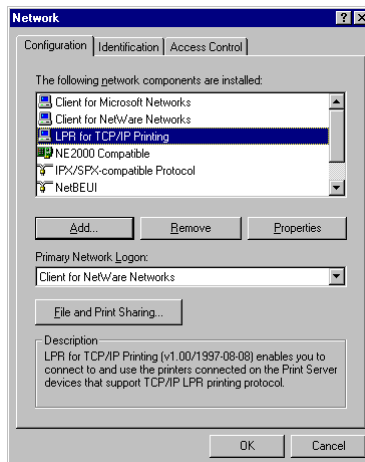 Network
Configuration Identification Access Control
The following network components are installed:
Client for Microsoft Networks
Client for NetWare Networks
LPR for TCP/IP Printing
NE2000 Compatible
IPX/SPX-compatible Protocol
NetBEUI
Add... Remove Properties
Primary Network Logon:
Client for NetWare Networks
File and Print Sharing...
Description
LPR for TCP/IP Printing (v1.00/1997-08-08) enables you to
connect to and use the printers connected on the Print Server
devices that support TCP/IP LPR printing protocol.
OK Cancel